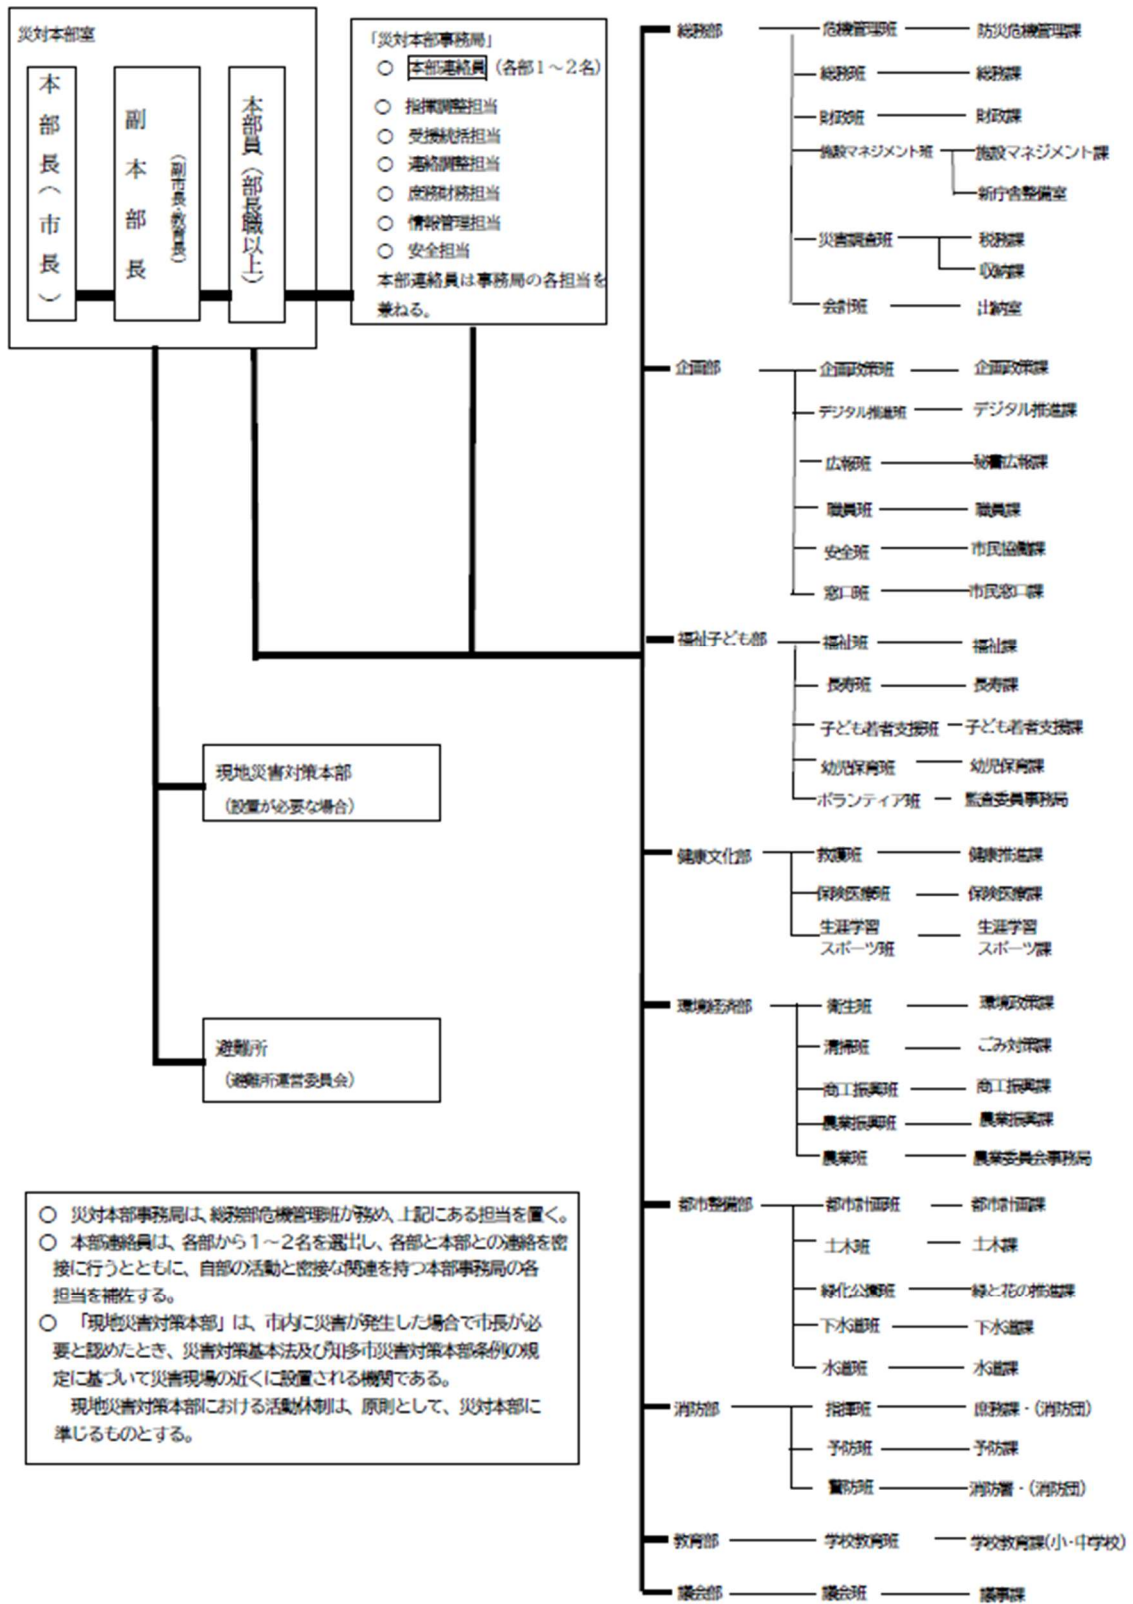 災対本部室
本部長（市長）
副本部長
（副市長・教育長）
本部員（部長職以上）
「災対本部事務局」
○ 本部連絡員（各部１～２名）
○ 指揮調整担当
○ 受援統括担当
○ 連絡調整担当
○ 庶務財務担当
○ 情報管理担当
○ 安全担当
本部連絡員は事務局の各担当を
兼ねる。
現地災害対策本部
（設置が必要な場合）
避難所
（避難所運営委員会）
○ 災対本部事務局は、総務部危機管理班が務め、上記にある担当を置く。
○ 本部連絡員は、各部から１～２名を選出し、各部と本部との連絡を密
接に行うとともに、自部の活動と密接な関連を持つ本部事務局の各
担当を補佐する。
○ 「現地災害対策本部」は、市内に災害が発生した場合で市長が必
要と認めたとき、災害対策基本法及び知多市災害対策本部条例の規
定に基づいて災害現場の近くに設置される機関である。
現地災害対策本部における活動体制は、原則として、災対本部に
準じるものとする。
総務部 危機管理班 防災危機管理課
総務班 総務課
財政班 財政課
施設マネジメント班 施設マネジメント課
新庁舎整備室
災害調査班 税務課
収納課
会計班 出納室
企画部 企画政策班 企画政策課
デジタル推進班 デジタル推進課
広報班 秘書広報課
職員班 職員課
安全班 市民協働課
窓口班 市民窓口課
福祉子ども部 福祉班 福祉課
長寿班 長寿課
子ども若者支援班 子ども若者支援課
幼児保育班 幼児保育課
ボランティア班 監査委員事務局
健康文化部 救護班 健康推進課
保険医療班 保険医療課
生涯学習 生涯学習
スポーツ班 スポーツ課
環境経済部 衛生班 環境政策課
清掃班 ごみ対策課
商工振興班 商工振興課
農業振興班 農業振興課
農業班 農業委員会事務局
都市整備部 都市計画班 都市計画課
土木班 土木課
緑化公園班 緑と花の推進課
下水道班 下水道課
水道班 水道課
消防部 指揮班 庶務課・(消防団)
予防班 予防課
警防班 消防署・(消防団)
教育部 学校教育班 学校教育課(小・中学校)
議会部 議会班 議事課